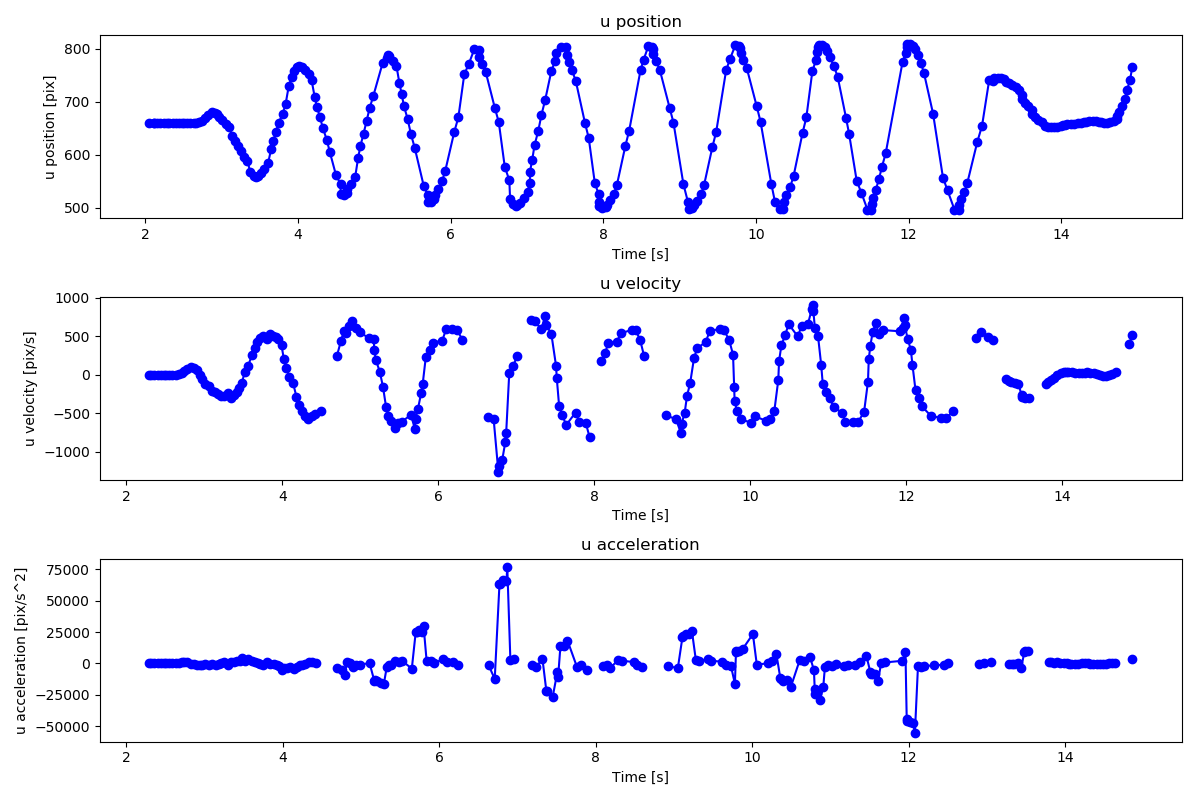 u position
u position [pix]
800
700
600
500
2 4 6 8 10 12 14
Time [s]
u velocity
u velocity [pix/s]
1000
500
0
−500
−1000
2 4 6 8 10 12 14
Time [s]
u acceleration
u acceleration [pix/s^2]
75000
50000
25000
0
−25000
−50000
2 4 6 8 10 12 14
Time [s]